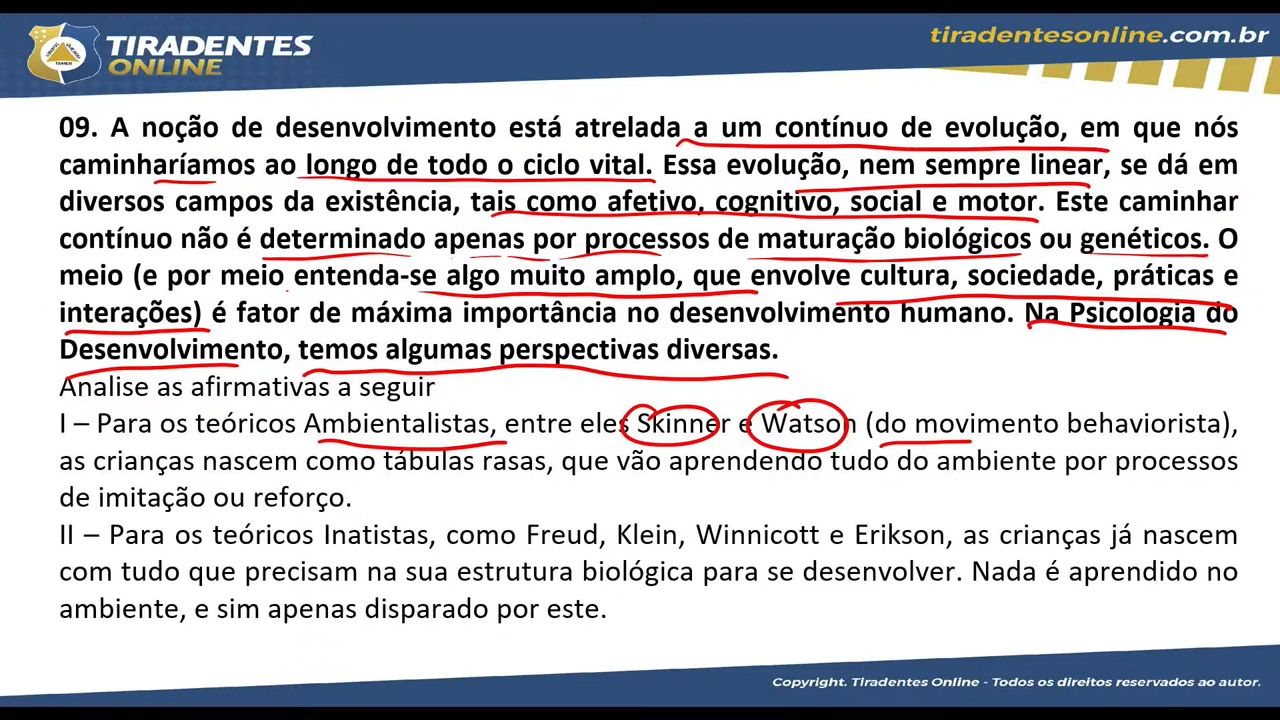 TIRADENTES
ONLINE
tiradentesonline.com.br
09. A noção de desenvolvimento está atrelada a um contínuo de evolução, em que nós
caminharíamos ao longo de todo o ciclo vital. Essa evolução, nem sempre linear, se dá em
diversos campos da existência, tais como afetivo, cognitivo, social e motor. Este caminhar
contínuo não é determinado apenas por processos de maturação biológicos ou genéticos. O
meio (e por meio entenda-se algo muito amplo, que envolve cultura, sociedade, práticas e
interações) é fator de máxima importância no desenvolvimento humano. Na Psicologia do
Desenvolvimento, temos algumas perspectivas diversas.
Analise as afirmativas a seguir
I – Para os teóricos Ambientalistas, entre eles Skinner e Watson (do movimento behaviorista),
as crianças nascem como tábulas rasas, que vão aprendendo tudo do ambiente por processos
de imitação ou reforço.
II – Para os teóricos Inatistas, como Freud, Klein, Winnicott e Erikson, as crianças já nascem
com tudo que precisam na sua estrutura biológica para se desenvolver. Nada é aprendido no
ambiente, e sim apenas disparado por este.
Copyright. Tiradentes Online - Todos os direitos reservados ao autor.